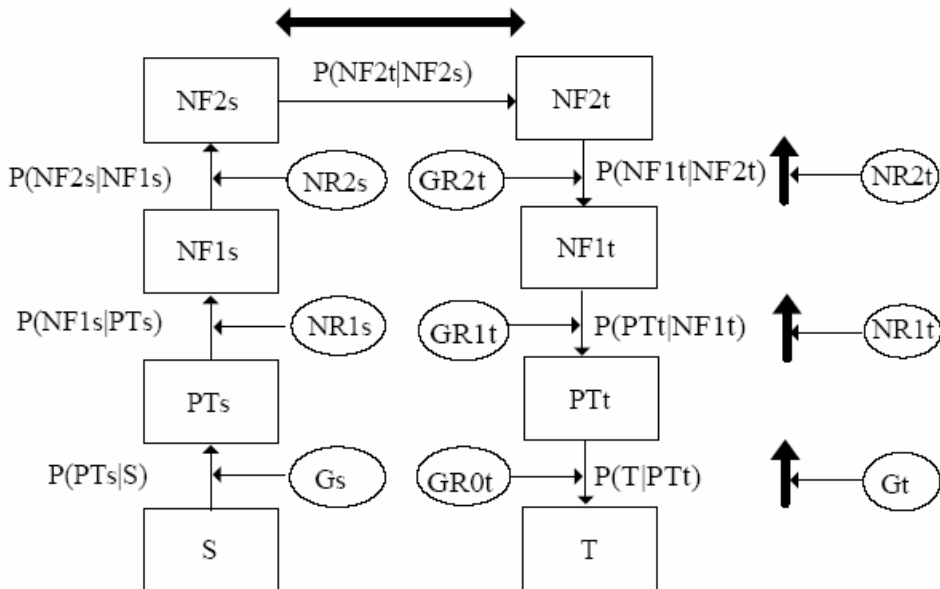 P(NF2t|NF2s)
NF2s
NF2t
P(NF2s|NF1s)
NR2s
GR2t
P(NF1t|NF2t)
NR2t
NF1s
NF1t
P(NF1s|PTs)
NR1s
GR1t
P(PTt|NF1t)
NR1t
PTs
PTt
P(PTs|S)
Gs
GR0t
P(T|PTt)
Gt
S
T